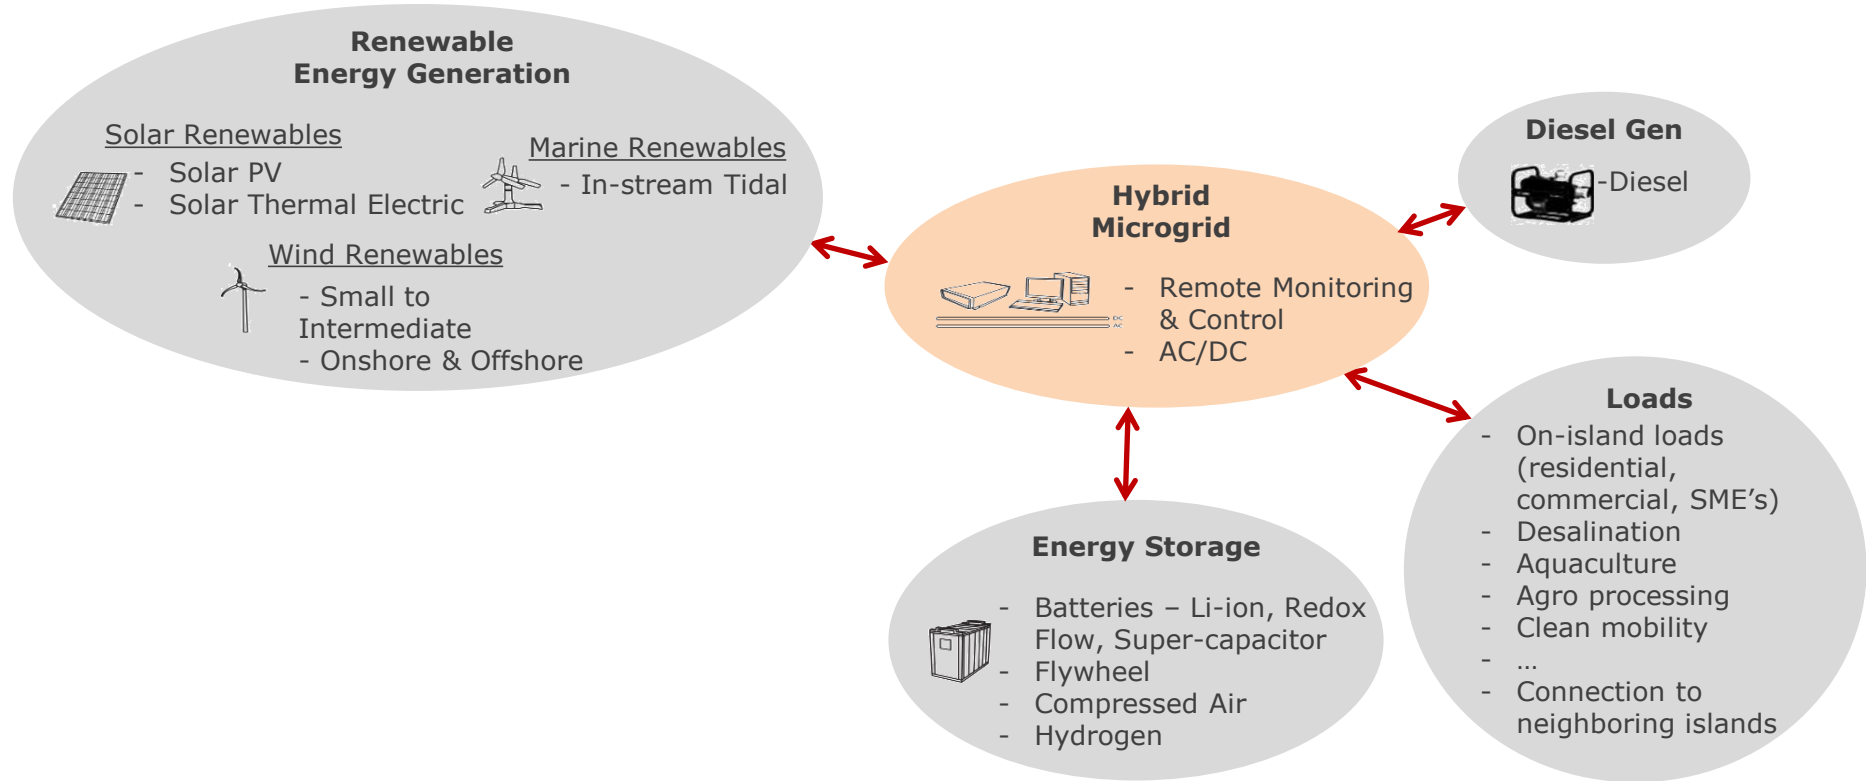 Renewable
Energy Generation
Solar Renewables
- Solar PV
- Solar Thermal Electric
Marine Renewables
- In-stream Tidal
Wind Renewables
- Small to
Intermediate
- Onshore & Offshore
Hybrid
Microgrid
DC
AC
- Remote Monitoring
& Control
- AC/DC
Diesel Gen
-Diesel
Energy Storage
- Batteries – Li-ion, Redox
Flow, Super-capacitor
- Flywheel
- Compressed Air
- Hydrogen
Loads
- On-island loads
(residential,
commercial, SME’s)
- Desalination
- Aquaculture
- Agro processing
- Clean mobility
- …
- Connection to
neighboring islands